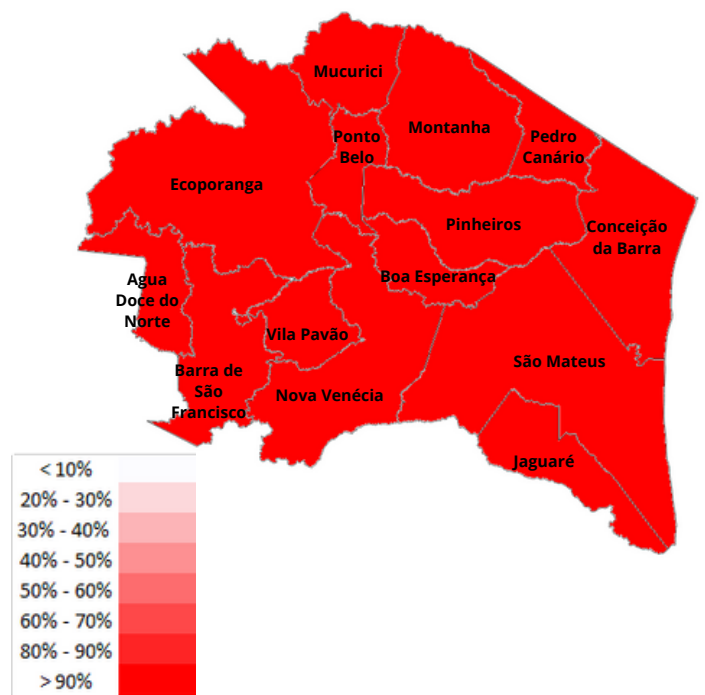 Mucurici
Montanha
Ponto
Belo
Pedro
Canário
Ecoporanga
Pinheiros
Conceição
da Barra
Boa Esperança
Agua
Doce do
Norte
Vila Pavão
São Mateus
Barra de
São
Francisco
Nova Venécia
Jaguaré
< 10%
20% - 30%
30% - 40%
40% - 50%
50% - 60%
60% - 70%
80% - 90%
> 90%